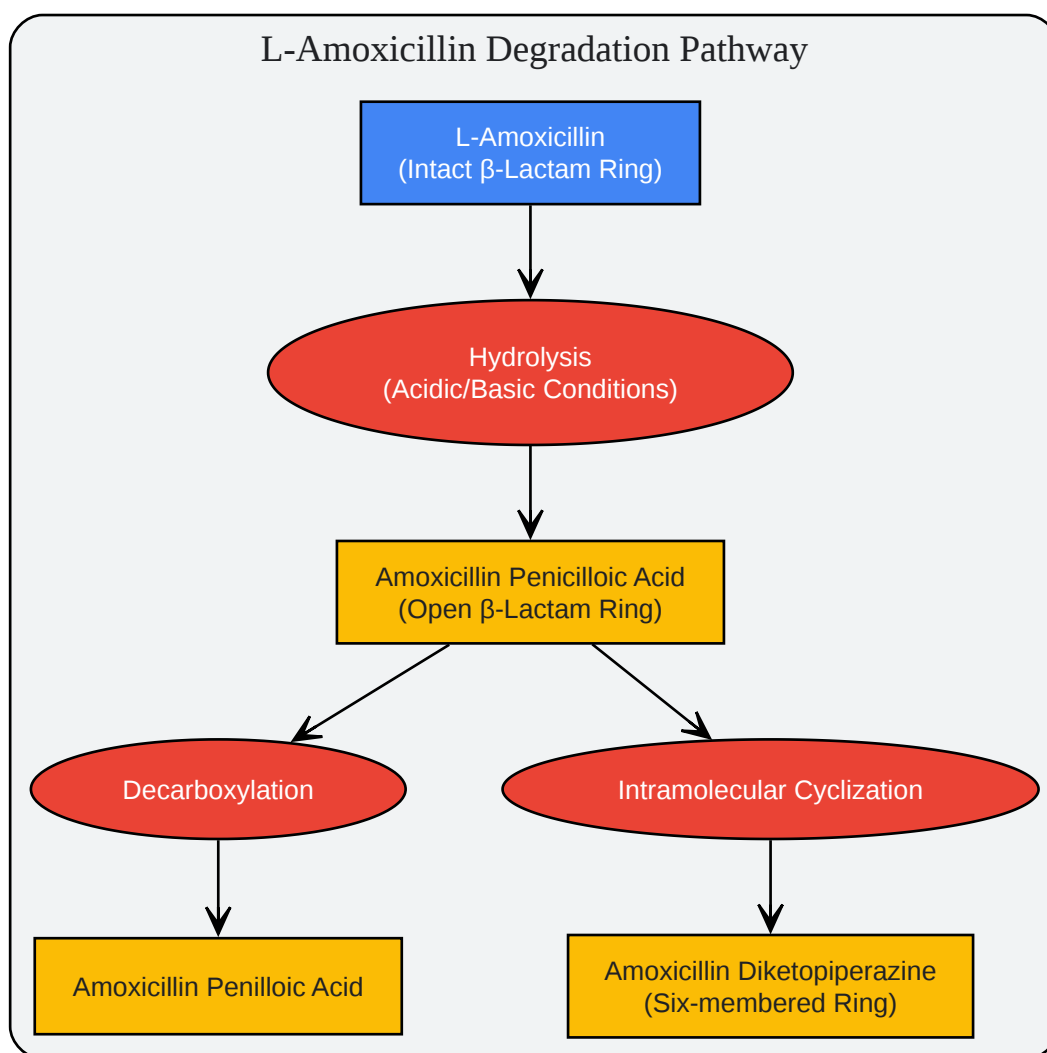 L-Amoxicillin Degradation Pathway
L-Amoxicillin
(Intact β-Lactam Ring)
Hydrolysis
(Acidic/Basic Conditions)
Amoxicillin Penicilloic Acid
(Open β-Lactam Ring)
Decarboxylation
Intramolecular Cyclization
Amoxicillin Penilloic Acid
Amoxicillin Diketopiperazine
(Six-membered Ring)